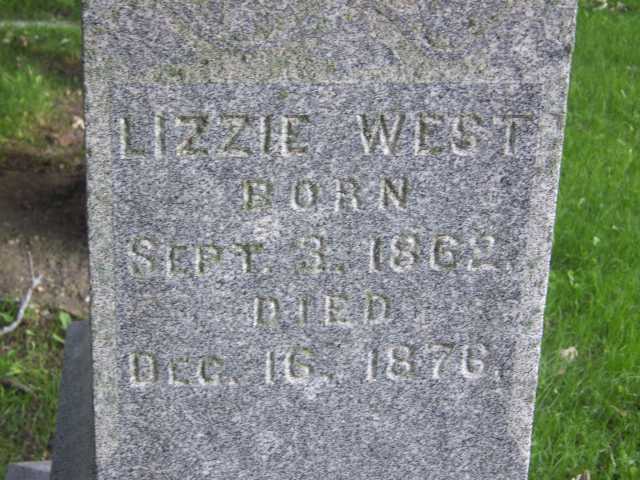 LIZZIE WEST
BORN
SEPT. 3. 1862.
DIED
DEC. 16. 1876.